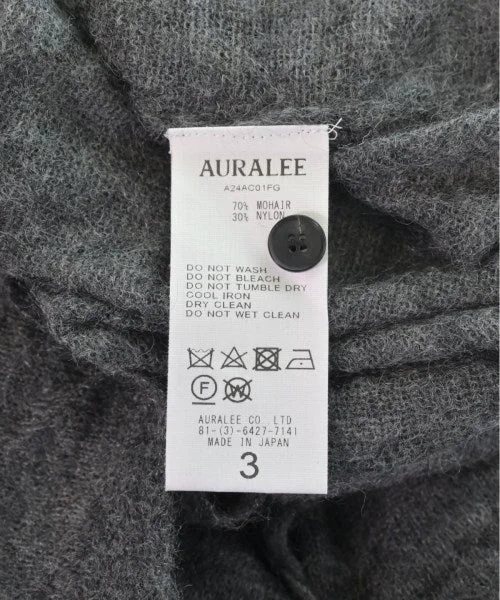 AURALEE
A24AC01FG
70% MOHAIR
30% NYLON
DO NOT WASH
DO NOT BLEACH
DO NOT TUMBLE DRY
COOL IRON
DRY CLEAN
DO NOT WET CLEAN
F W
AURALEE CO. LTD
81-(3)-6427-7141
MADE IN JAPAN
3